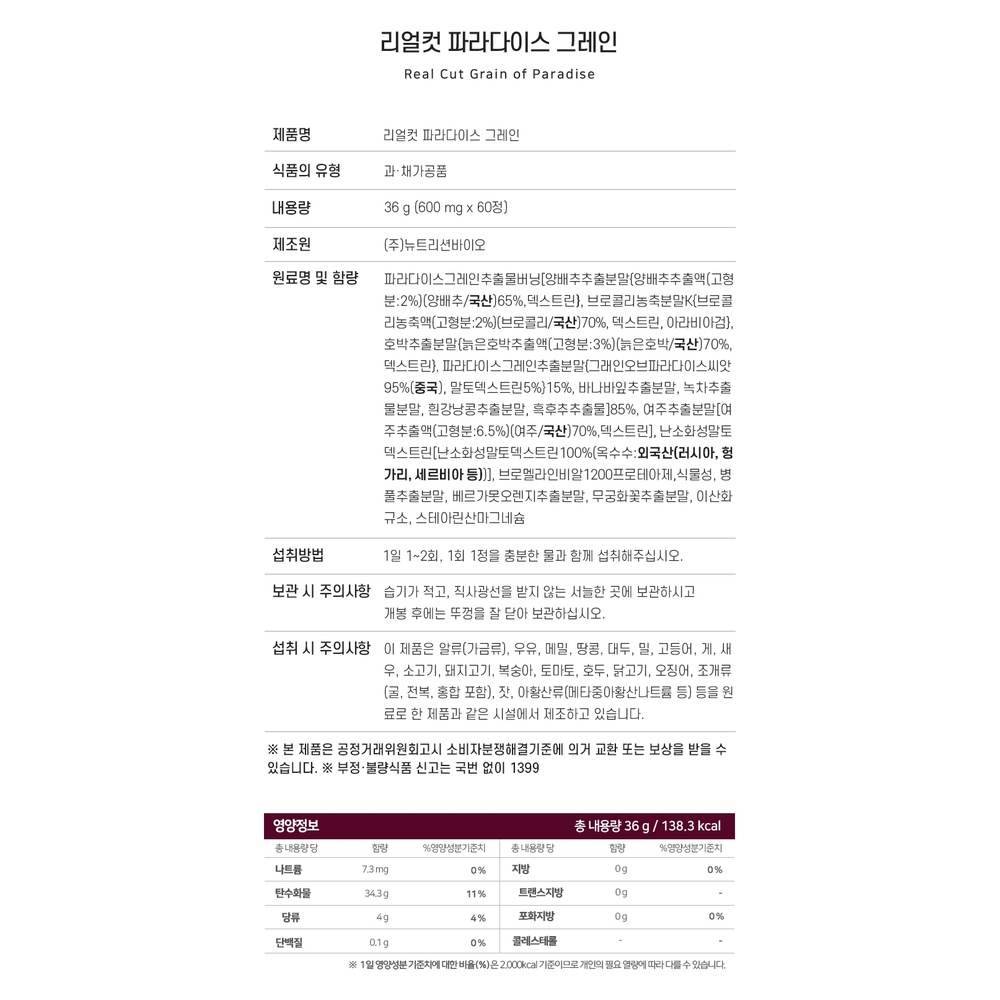 리얼컷 파라다이스 그레인
Real Cut Grain of Paradise
제품명 리얼컷 파라다이스 그레인
식품의 유형 과·채가공품
내용량 36 g (600 mg x 60정)
제조원 (주)뉴트리션바이오
원료명 및 함량 파라다이스그레인추출물버닝[양배추추출분말{양배추추출액(고형
분:2%)(양배추/국산)65%,덱스트린}, 브로콜리농축분말K{브로콜
리농축액(고형분:2%)(브로콜리/국산)70%, 덱스트린, 아라비아검},
호박추출분말{늙은호박추출액(고형분:3%)(늙은호박/국산)70%,
덱스트린}, 파라다이스그레인추출분말{그래인오브파라다이스씨앗
95%(중국), 말토덱스트린5%}15%, 바나바잎추출분말, 녹차추출
물분말, 흰강낭콩추출분말, 흑후추추출물]85%, 여주추출분말[여
주추출액(고형분:6.5%)(여주/국산)70%,덱스트린], 난소화성말토
덱스트린[난소화성말토덱스트린100%(옥수수:외국산(러시아, 헝
가리, 세르비아 등))], 브로멜라인비알1200프로테아제,식물성, 병
풀추출분말, 베르가못오렌지추출분말, 무궁화꽃추출분말, 이산화
규소, 스테아린산마그네슘
섭취방법 1일 1~2회, 1회 1정을 충분한 물과 함께 섭취해주십시오.
보관 시 주의사항 습기가 적고, 직사광선을 받지 않는 서늘한 곳에 보관하시고
개봉 후에는 뚜껑을 잘 닫아 보관하십시오.
섭취 시 주의사항 이 제품은 알류(가금류), 우유, 메밀, 땅콩, 대두, 밀, 고등어, 게, 새
우, 소고기, 돼지고기, 복숭아, 토마토, 호두, 닭고기, 오징어, 조개류
(굴, 전복, 홍합 포함), 잣, 아황산류(메타중아황산나트륨 등) 등을 원
료로 한 제품과 같은 시설에서 제조하고 있습니다.
※ 본 제품은 공정거래위원회고시 소비자분쟁해결기준에 의거 교환 또는 보상을 받을 수
있습니다. ※ 부정·불량식품 신고는 국번 없이 1399
영양정보 총 내용량 36 g / 138.3 kcal
총 내용량 당 함량 %영양성분기준치 총 내용량 당 함량 %영양성분기준치
나트륨 7.3 mg 0 % 지방 0 g 0 %
탄수화물 34.3 g 11 % 트랜스지방 0 g -
당류 4 g 4 % 포화지방 0 g 0 %
단백질 0.1 g 0 % 콜레스테롤 - -
※ 1일 영양성분 기준치에 대한 비율(%)은 2,000kcal 기준이므로 개인의 필요 열량에 따라 다를 수 있습니다.